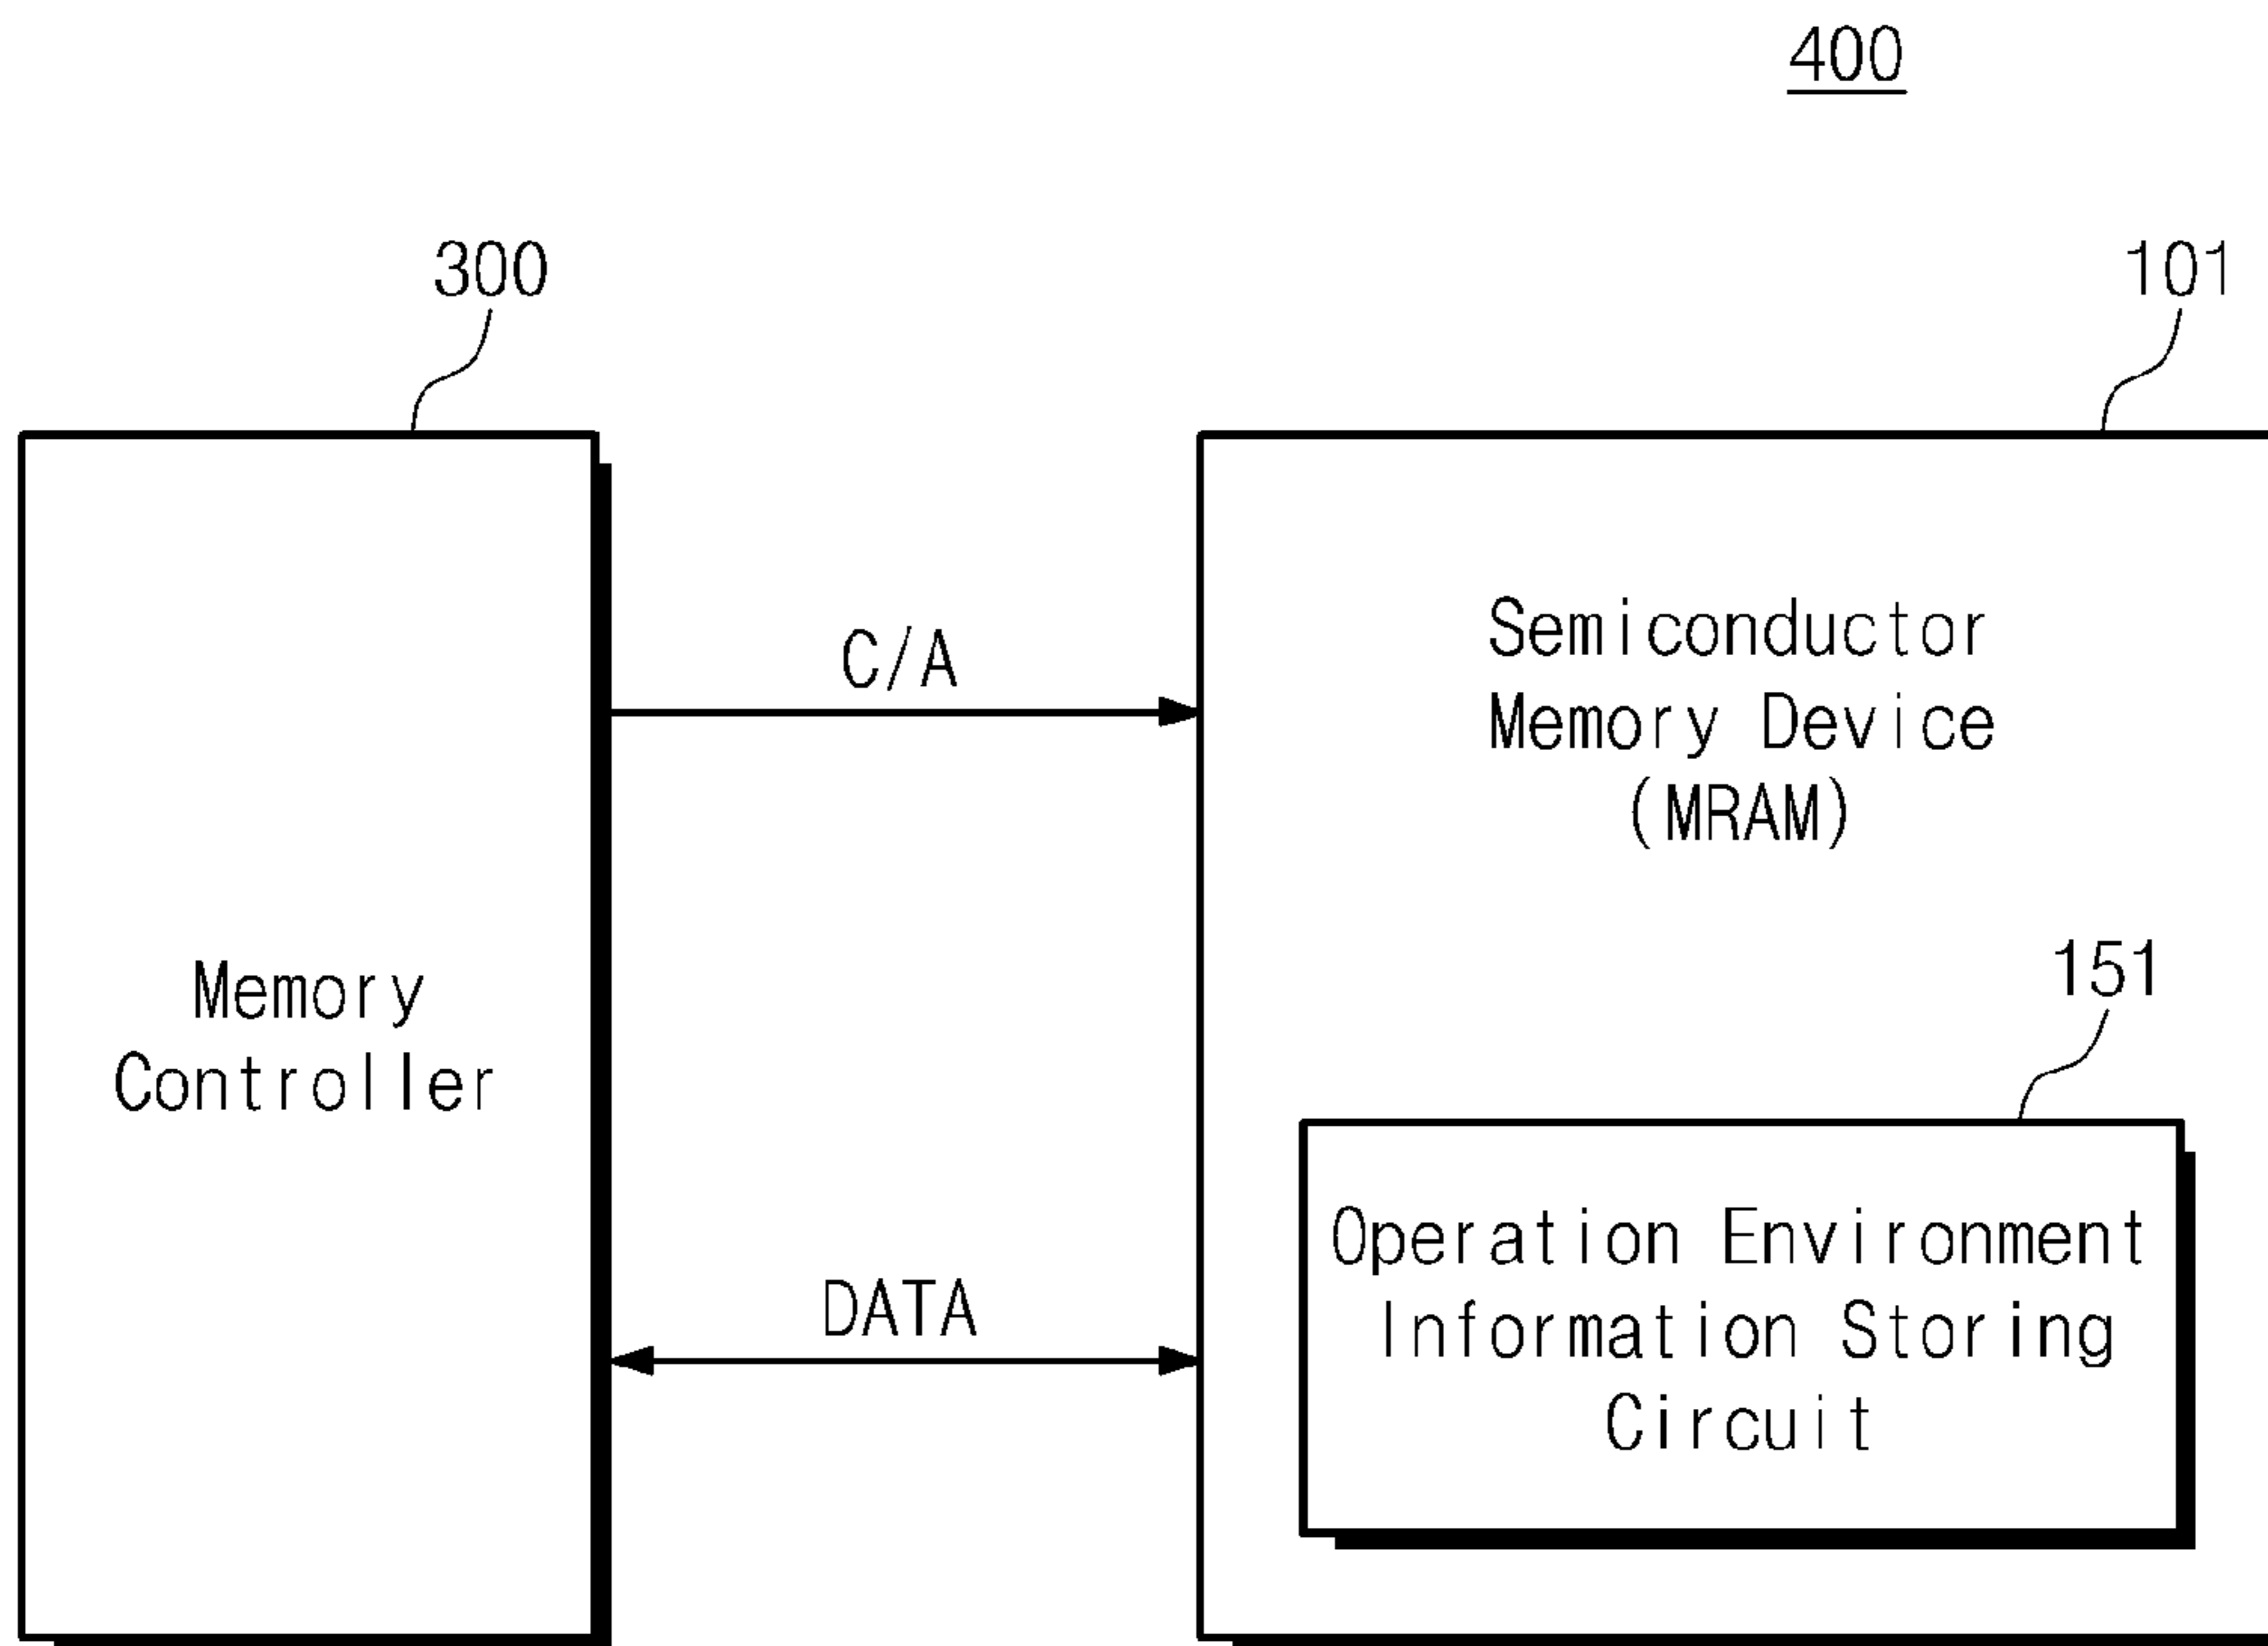 400
300
101
C/A
Semiconductor
Memory Device
(MRAM)
Memory
Controller
151
Operation Environment
Information Storing
Circuit
DATA